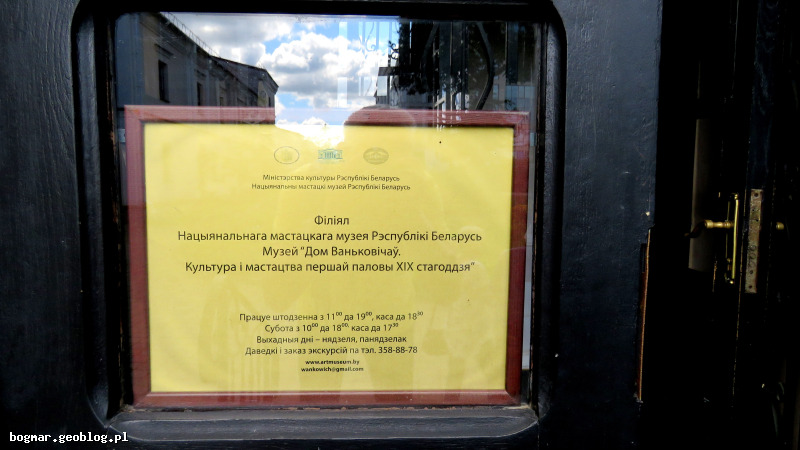 Міністэрства культуры Рэспублікі Беларусь
Нацыянальны мастацкі музей Рэспублікі Беларусь
Філіял
Нацыянальнага мастацкага музея Рэспублікі Беларусь
Музей "Дом Ваньковічаў.
Культура і мастацтва першай паловы XIX стагоддзя"
Працуе штодзенна з 11⁰⁰ да 19⁰⁰, каса да 18³⁰
Субота з 10⁰⁰ да 18⁰⁰. каса да 17³⁰
Выхадныя дні – нядзеля, панядзелак
Даведкі і заказ экскурсій па тэл. 358-88-78
www.artmuseum.by
wankowich@gmail.com
bogmar.geoblog.pl